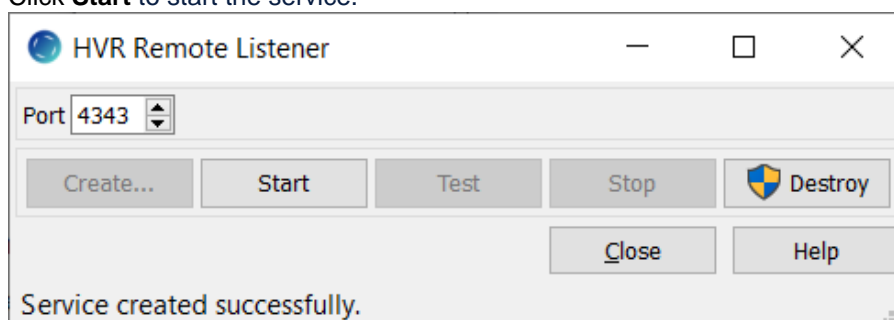 Click Start to start the service.
HVR Remote Listener
Port 4343
Create... Start Test Stop Destroy
Close Help
Service created successfully.